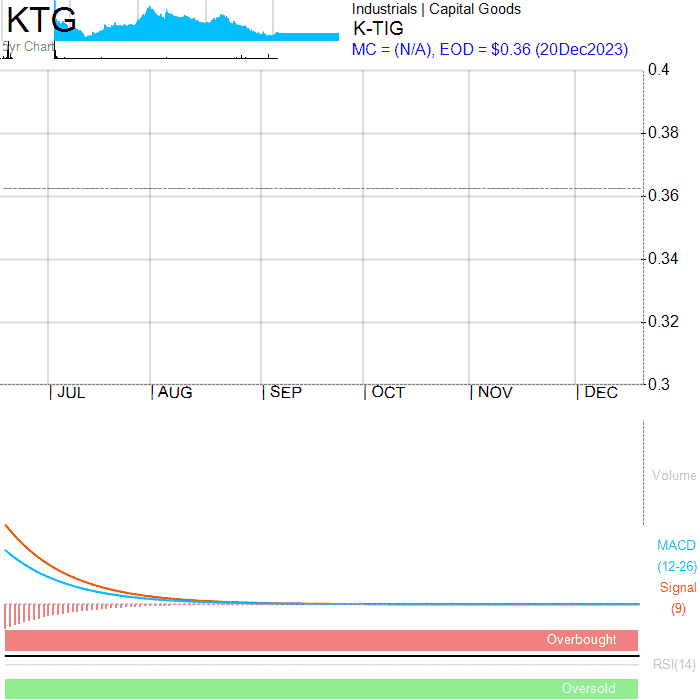 KTG
5yr Chart
Industrials | Capital Goods
K-TIG
MC = (N/A), EOD = $0.36 (20Dec2023)
0.4
0.38
0.36
0.34
0.32
0.3
JUL AUG SEP OCT NOV DEC
Volume
MACD
(12-26)
Signal
(9)
Overbought
RSI(14)
Oversold